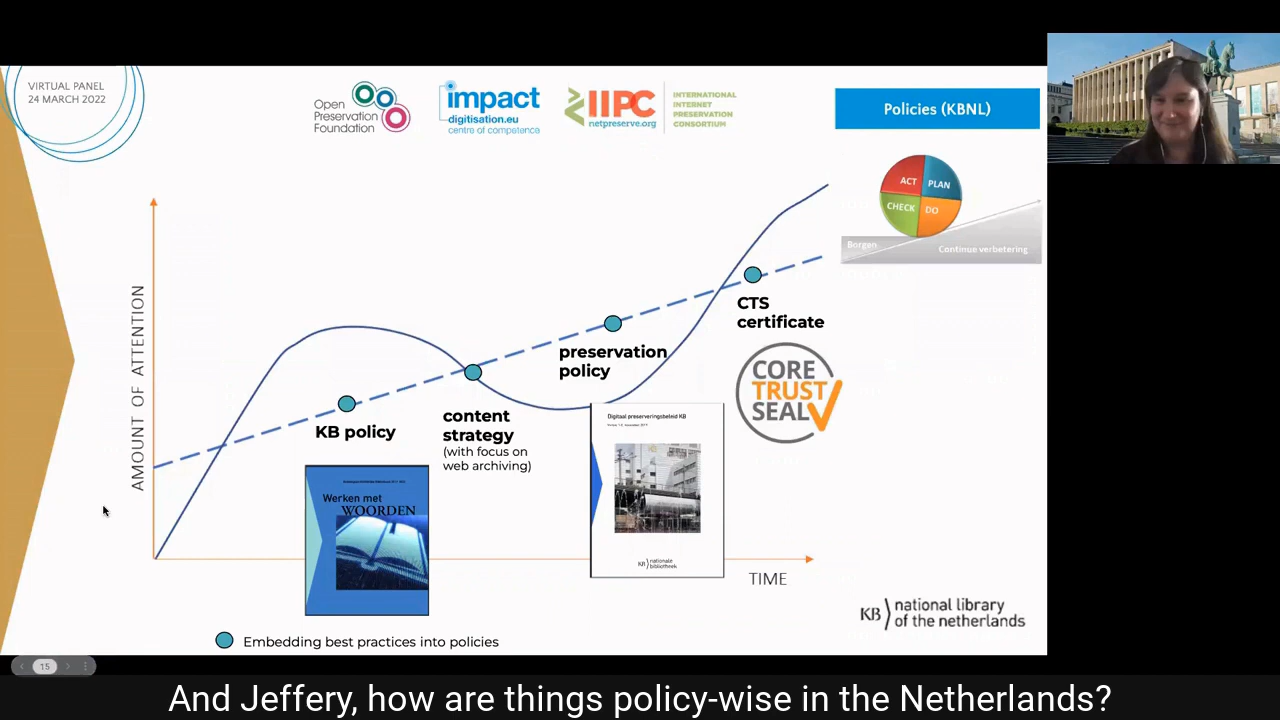 VIRTUAL PANEL
24 MARCH 2022
Open
Preservation
Foundation
impact
digitisation.eu
centre of competence
IIPC
netpreserve.org
INTERNATIONAL
INTERNET
PRESERVATION
CONSORTIUM
Policies (KBNL)
ACT
PLAN
CHECK
DO
Borgen
Continue verbetering
AMOUNT OF ATTENTION
CTS
certificate
CORE
TRUST
SEAL
preservation
policy
KB policy
content
strategy
(with focus on
web archiving)
Werken met
WOORDEN
Digitaal preserveringsbeleid KB
KB nationale
bibliotheek
TIME
KB national library
of the netherlands
Embedding best practices into policies
15
And Jeffery, how are things policy-wise in the Netherlands?